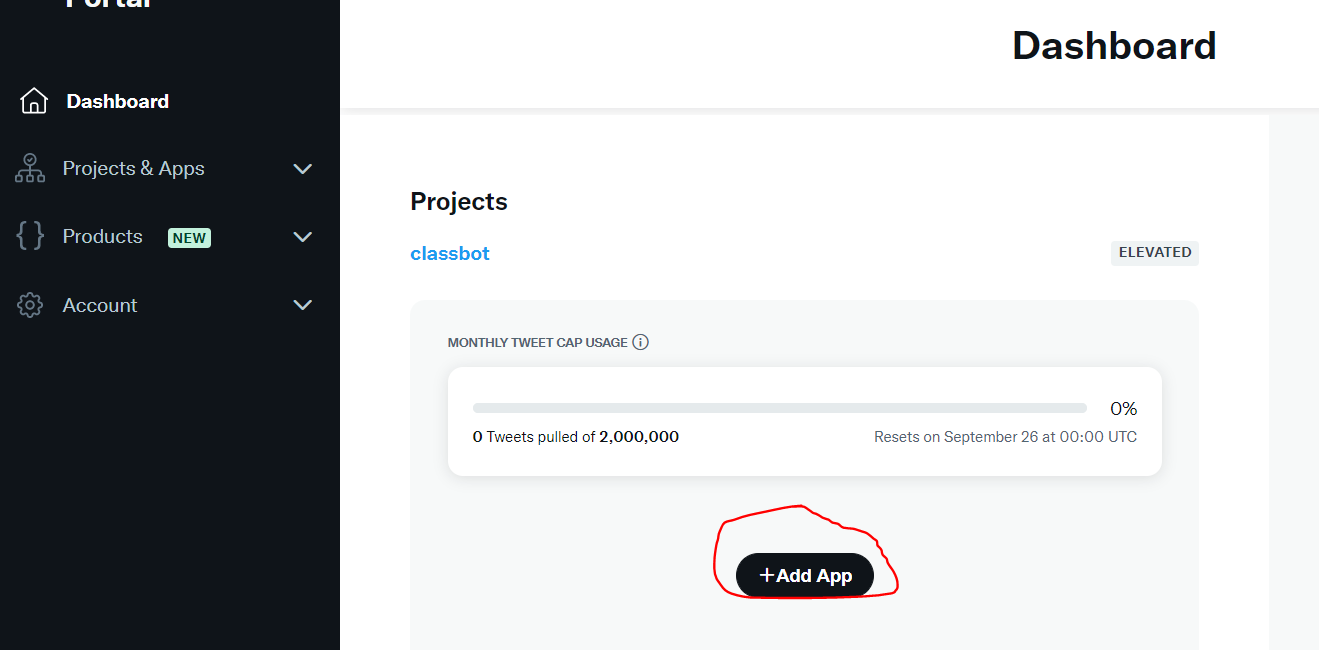 Portal
Dashboard
Dashboard
Projects & Apps
Products NEW
Account
Projects
classbot
ELEVATED
MONTHLY TWEET CAP USAGE
0%
0 Tweets pulled of 2,000,000
Resets on September 26 at 00:00 UTC
+Add App